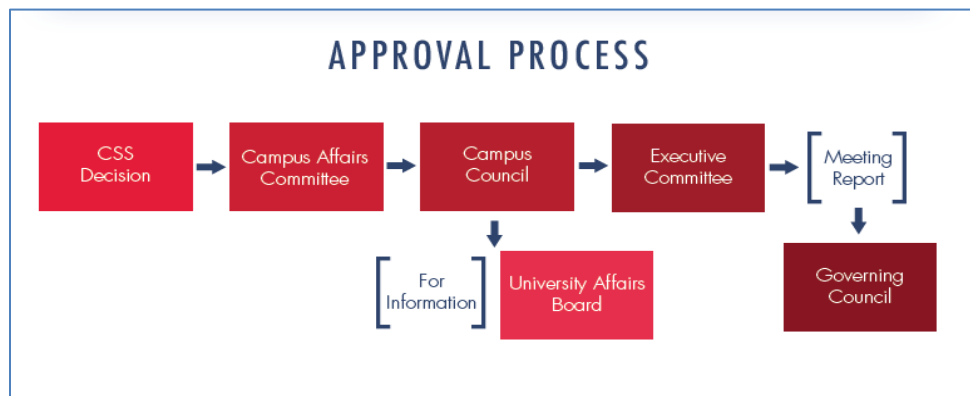 APPROVAL PROCESS
CSS
Decision
Campus Affairs
Committee
Campus
Council
Executive
Committee
Meeting
Report
For
Information
University Affairs
Board
Governing
Council